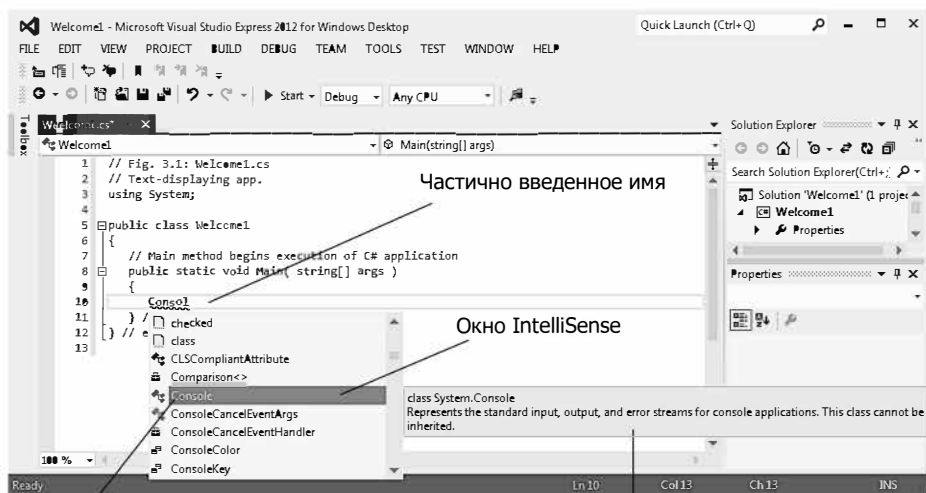 Welcome1 - Microsoft Visual Studio Express 2012 for Windows Desktop
Quick Launch (Ctrl+Q)
FILE EDIT VIEW PROJECT BUILD DEBUG TEAM TOOLS TEST WINDOW HELP
Start Debug Any CPU
Toolbox
Welcome.cs*
Welcome1
Main(string[] args)
1 // Fig. 3.1: Welcome1.cs
2 // Text-displaying app.
3 using System;
4
5 public class Welcome1
6 {
7 // Main method begins execution of C# application
8 public static void Main( string[] args )
9 {
10 Consol
11 } /
12 } // e
13
Частично введенное имя
Окно IntelliSense
checked
class
CLSCompliantAttribute
Comparison<>
Console
ConsoleCancelEventArgs
ConsoleCancelEventHandler
ConsoleColor
ConsoleKey
class System.Console
Represents the standard input, output, and error streams for console applications. This class cannot be
inherited.
Solution Explorer
Search Solution Explorer(Ctrl+;)
Solution 'Welcome1' (1 projec
Welcome1
Properties
Properties
100 %
Ready
Ln 10
Col 13
Ch 13
INS